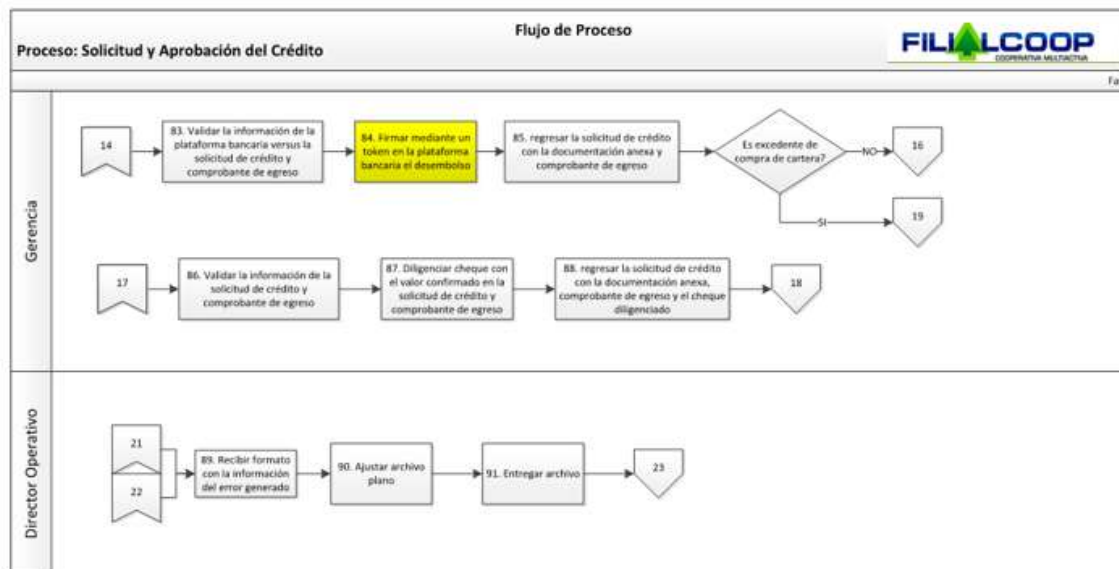 Flujo de Proceso
Proceso: Solicitud y Aprobación del Crédito
FILIALCOOP
COOPERATIVA MULTIACTIVA
Fa
Gerencia
14
83. Validar la información de la
plataforma bancaria versus la
solicitud de crédito y
comprobante de egreso
84. Firmar mediante un
token en la plataforma
bancaria el desembolso
85. regresar la solicitud de crédito
con la documentación anexa y
comprobante de egreso
Es excedente de
compra de cartera?
NO
16
SI
19
17
86. Validar la información de la
solicitud de crédito y
comprobante de egreso
87. Diligenciar cheque con
el valor confirmado en la
solicitud de crédito y
comprobante de egreso
88. regresar la solicitud de crédito
con la documentación anexa,
comprobante de egreso y el cheque
diligenciado
18
Director Operativo
21
22
89. Recibir formato
con la información
del error generado
90. Ajustar archivo
plano
91. Entregar archivo
23